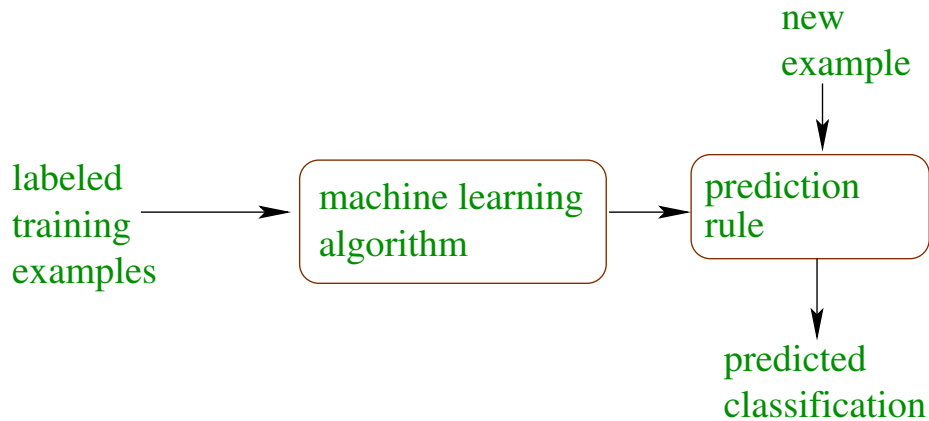 new
example
labeled
training
examples
machine learning
algorithm
prediction
rule
predicted
classification